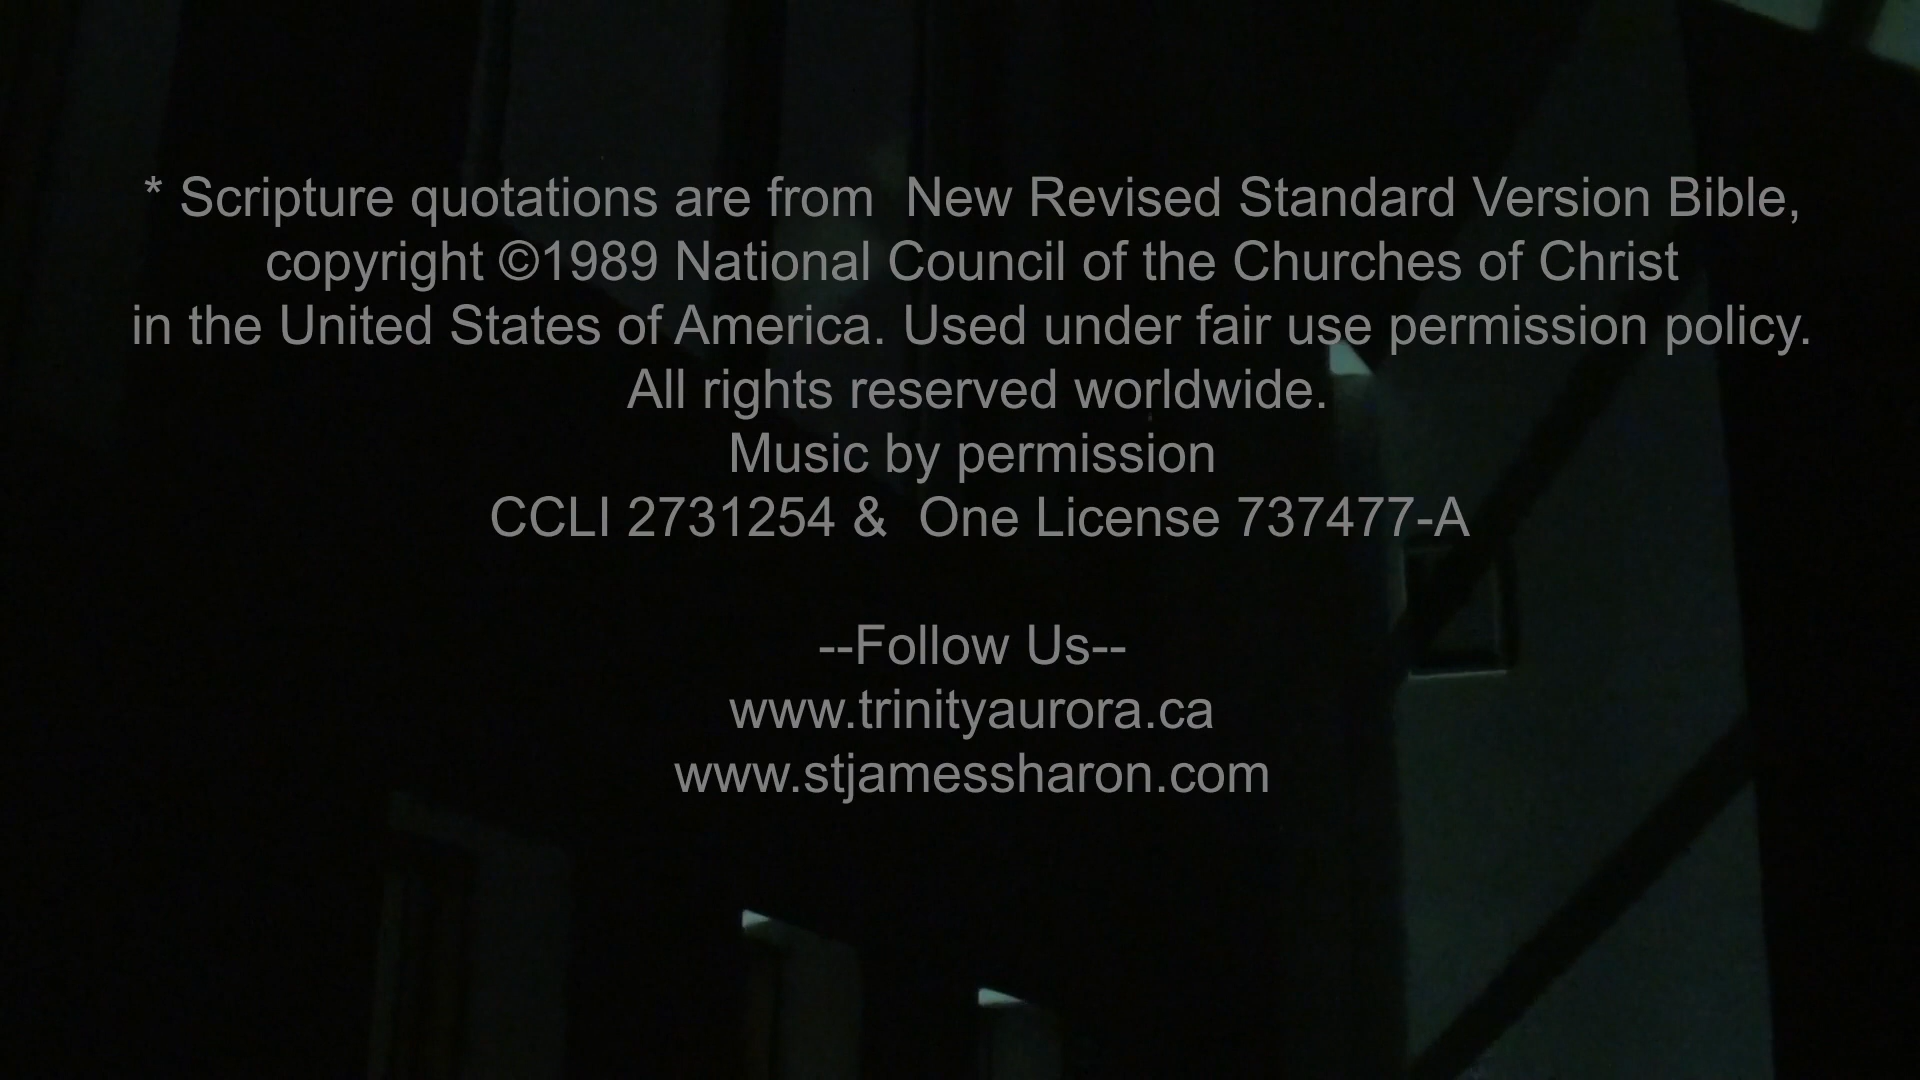 * Scripture quotations are from  New Revised Standard Version Bible,
copyright ©1989 National Council of the Churches of Christ
in the United States of America. Used under fair use permission policy.
All rights reserved worldwide.
Music by permission
CCLI 2731254 &  One License 737477-A
--Follow Us--
www.trinityaurora.ca
www.stjamessharon.com